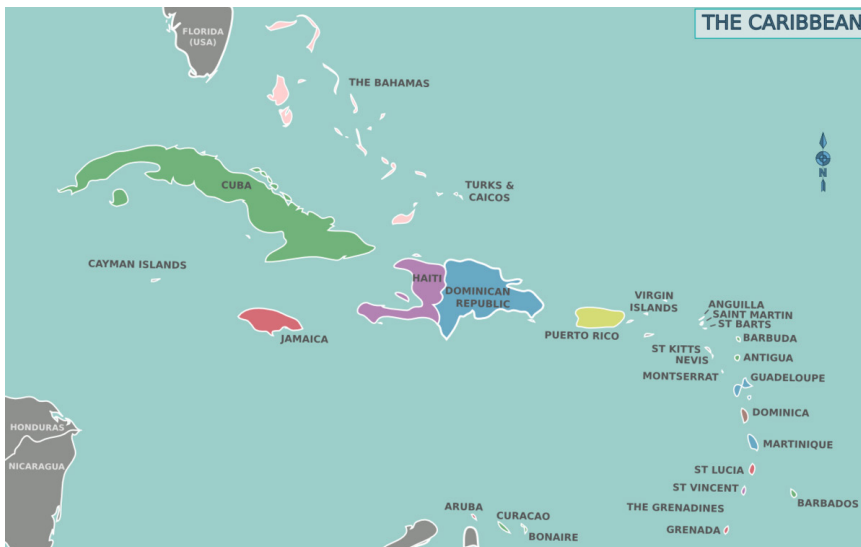 THE CARIBBEAN
FLORIDA
(USA)
THE BAHAMAS
CUBA
TURKS &
CAICOS
N
CAYMAN ISLANDS
HAITI
DOMINICAN
REPUBLIC
JAMAICA
PUERTO RICO
VIRGIN
ISLANDS
ANGUILLA
SAINT MARTIN
ST BARTS
BARBUDA
ST KITTS
NEVIS
ANTIGUA
MONTSERRAT
GUADELOUPE
DOMINICA
HONDURAS
MARTINIQUE
NICARAGUA
ST LUCIA
ST VINCENT
BARBADOS
THE GRENADINES
ARUBA
CURACAO
BONAIRE
GRENADA